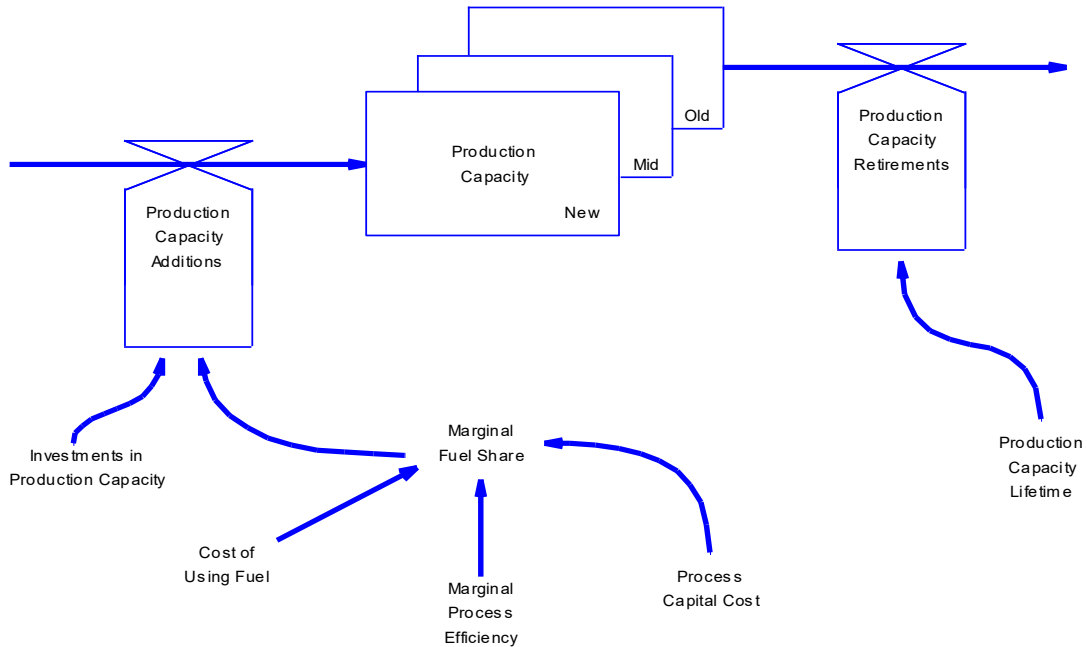 Old
Production
Capacity
Retirements
Production
Capacity
Mid
New
Production
Capacity
Additions
Marginal
Fuel Share
Investments in
Production Capacity
Production
Capacity
Lifetime
Cost of
Using Fuel
Marginal
Process
Efficiency
Process
Capital Cost